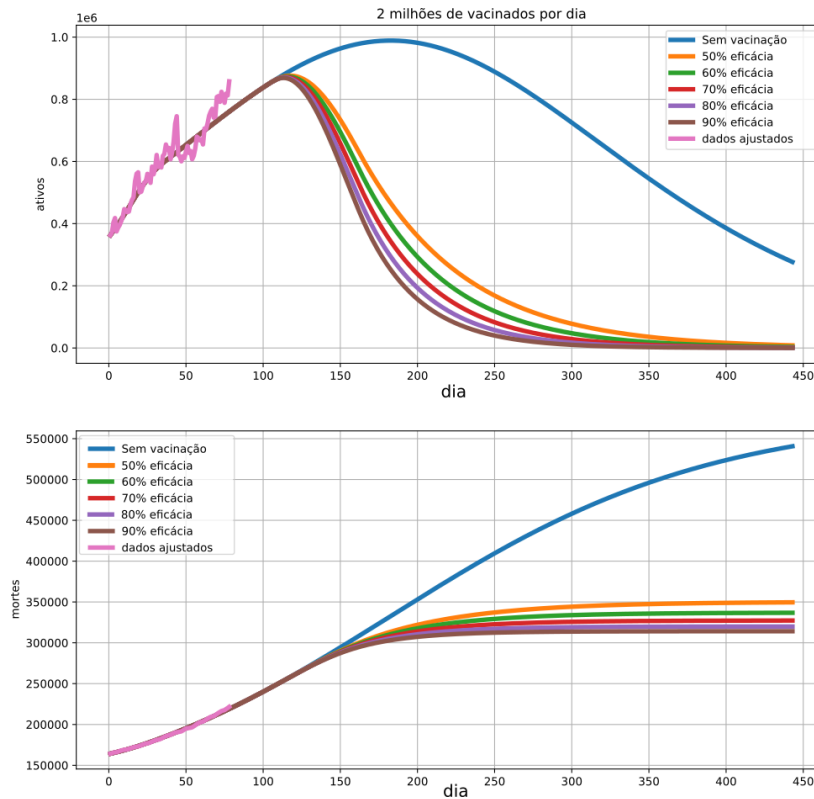 2 milhões de vacinados por dia
1e6
1.0
0.8
0.6
0.4
0.2
0.0
ativos
Sem vacinação
50% eficácia
60% eficácia
70% eficácia
80% eficácia
90% eficácia
dados ajustados
0 50 100 150 200 250 300 350 400 450
dia
550000
500000
450000
400000
350000
300000
250000
200000
150000
mortes
Sem vacinação
50% eficácia
60% eficácia
70% eficácia
80% eficácia
90% eficácia
dados ajustados
0 50 100 150 200 250 300 350 400 450
dia